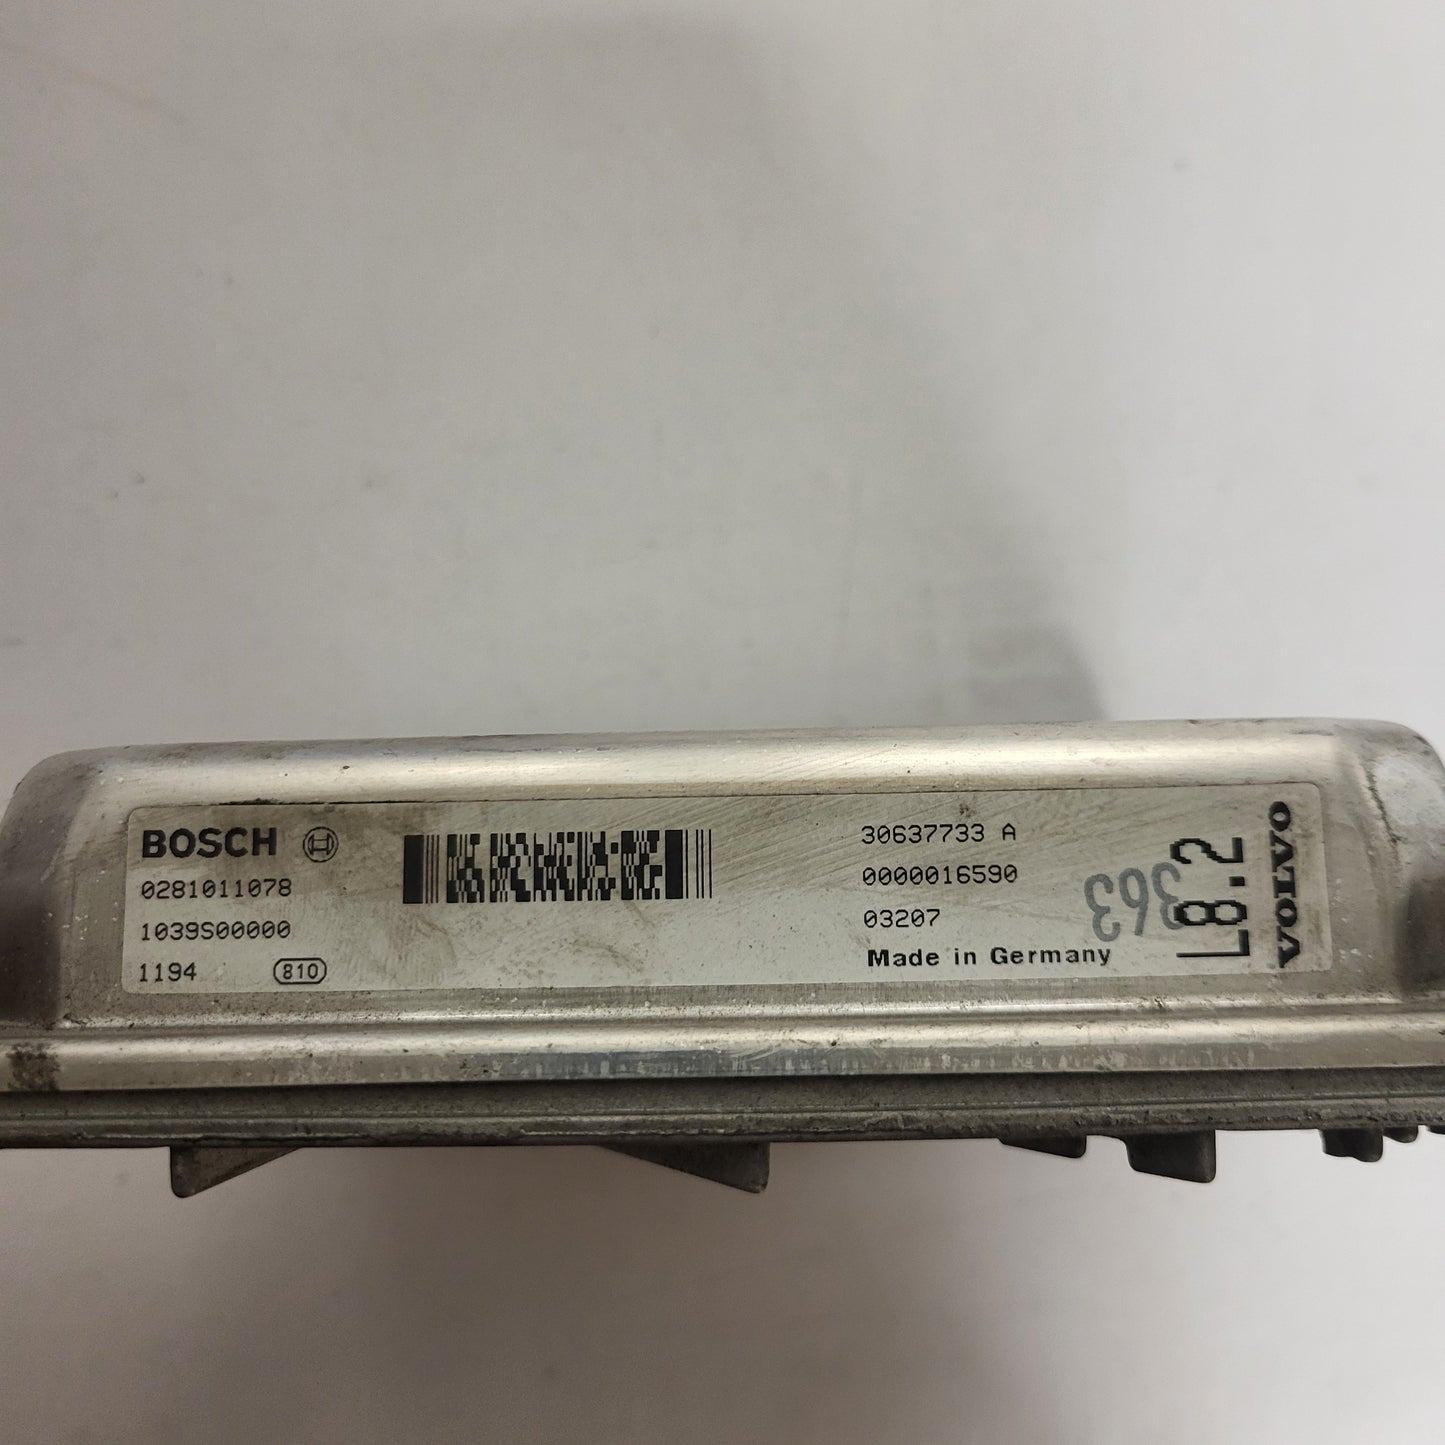 BOSCH
0281011078
1039S00000
1194 810
30637733 A
0000016590
03207
Made in Germany
363
L8.2
VOLVO